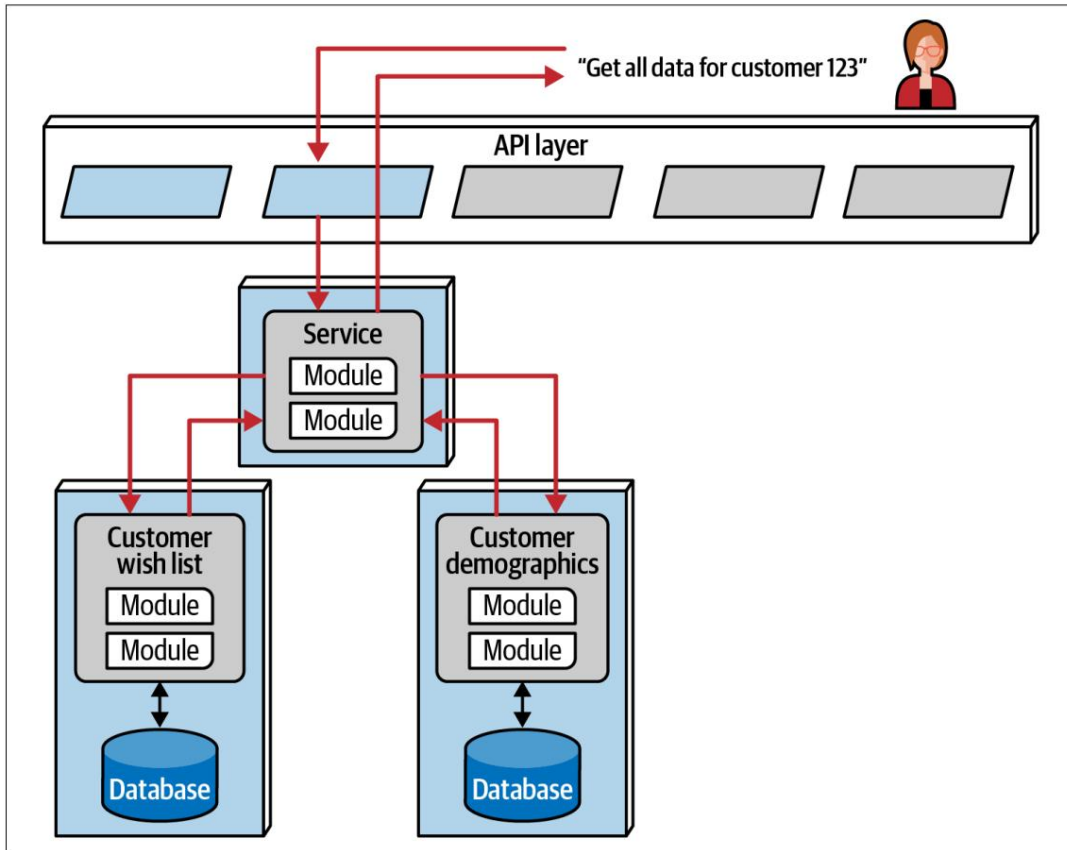 “Get all data for customer 123”
API layer
Service
Module
Module
Customer
wish list
Module
Module
Database
Customer
demographics
Module
Module
Database